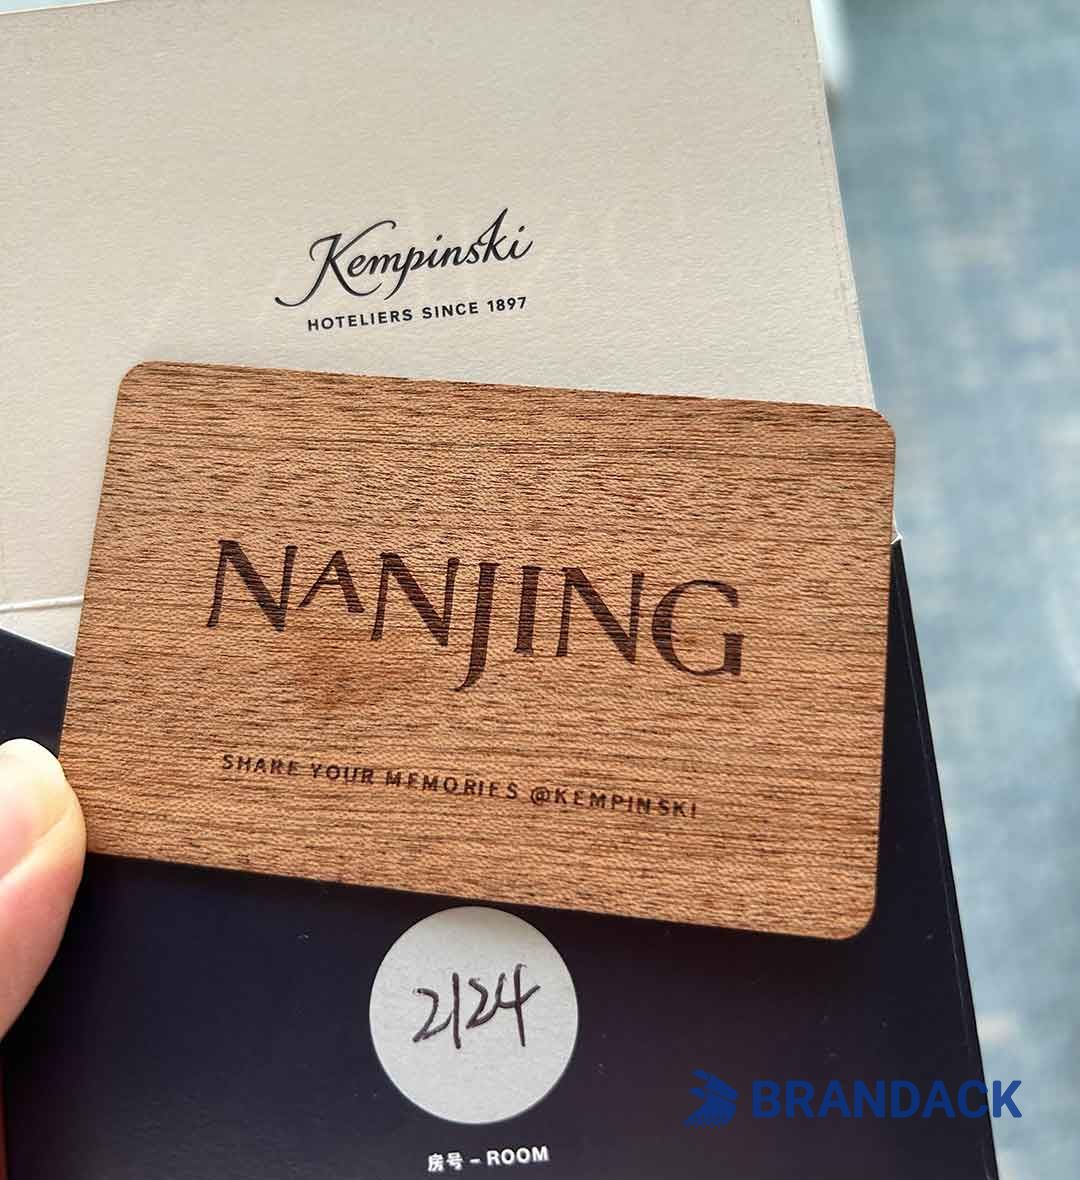 Kempinski
HOTELIERS SINCE 1897
NANJING
SHARE YOUR MEMORIES @KEMPINSKI
2124
房号 – ROOM
BRANDACK